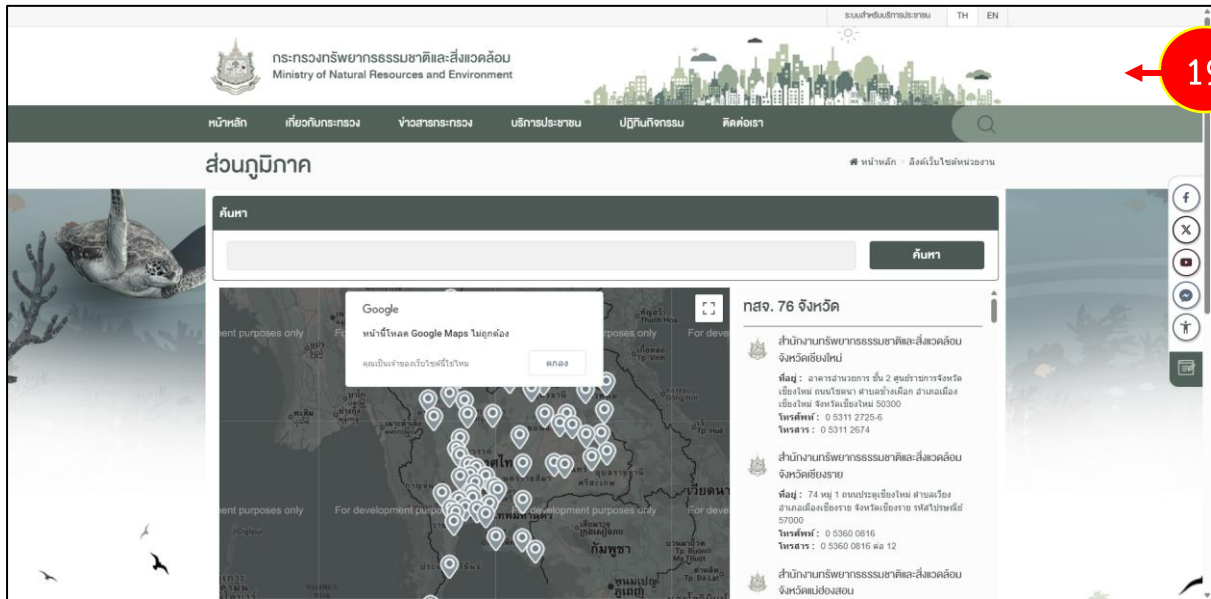 ระบบสำหรับบริการประชาชน TH EN
กระทรวงทรัพยากรธรรมชาติและสิ่งแวดล้อม
Ministry of Natural Resources and Environment
19
หน้าหลัก เกี่ยวกับกระทรวง ข่าวสารกระทรวง บริการประชาชน ปฏิทินกิจกรรม ติดต่อเรา
ส่วนภูมิภาค
หน้าหลัก > ลิงค์เว็บไซต์หน่วยงาน
ค้นหา
ค้นหา
Google
หน้านี้โหลด Google Maps ไม่ถูกต้อง
คุณเป็นเจ้าของเว็บไซต์นี้ใช่ไหม
ตกลง
For development purposes only
กัมพูชา
เวียดนา
พนมเปญ
ทสจ. 76 จังหวัด
สำนักงานทรัพยากรธรรมชาติและสิ่งแวดล้อม
จังหวัดเชียงใหม่
ที่อยู่ : อาคารอำนวยการ ชั้น 2 ศูนย์ราชการจังหวัด
เชียงใหม่ ถนนโชตนา ตำบลช้างเผือก อำเภอเมือง
เชียงใหม่ จังหวัดเชียงใหม่ 50300
โทรศัพท์ : 0 5311 2725-6
โทรสาร : 0 5311 2674
สำนักงานทรัพยากรธรรมชาติและสิ่งแวดล้อม
จังหวัดเชียงราย
ที่อยู่ : 74 หมู่ 1 ถนนประตูเชียงใหม่ ตำบลเวียง
อำเภอเมืองเชียงราย จังหวัดเชียงราย รหัสไปรษณีย์
57000
โทรศัพท์ : 0 5360 0816
โทรสาร : 0 5360 0816 ต่อ 12
สำนักงานทรัพยากรธรรมชาติและสิ่งแวดล้อม
จังหวัดแม่ฮ่องสอน